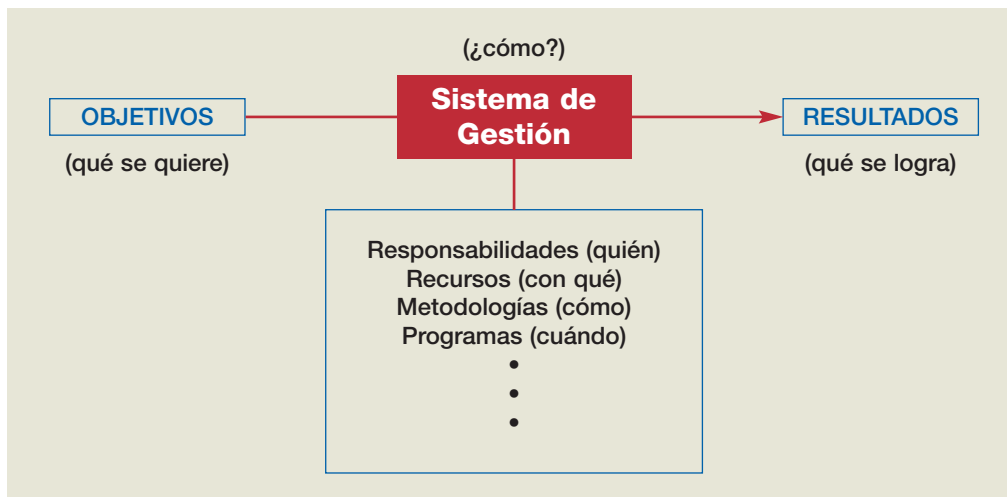 (¿cómo?)
OBJETIVOS
(qué se quiere)
Sistema de
Gestión
RESULTADOS
(qué se logra)
Responsabilidades (quién)
Recursos (con qué)
Metodologías (cómo)
Programas (cuándo)
•
•
•